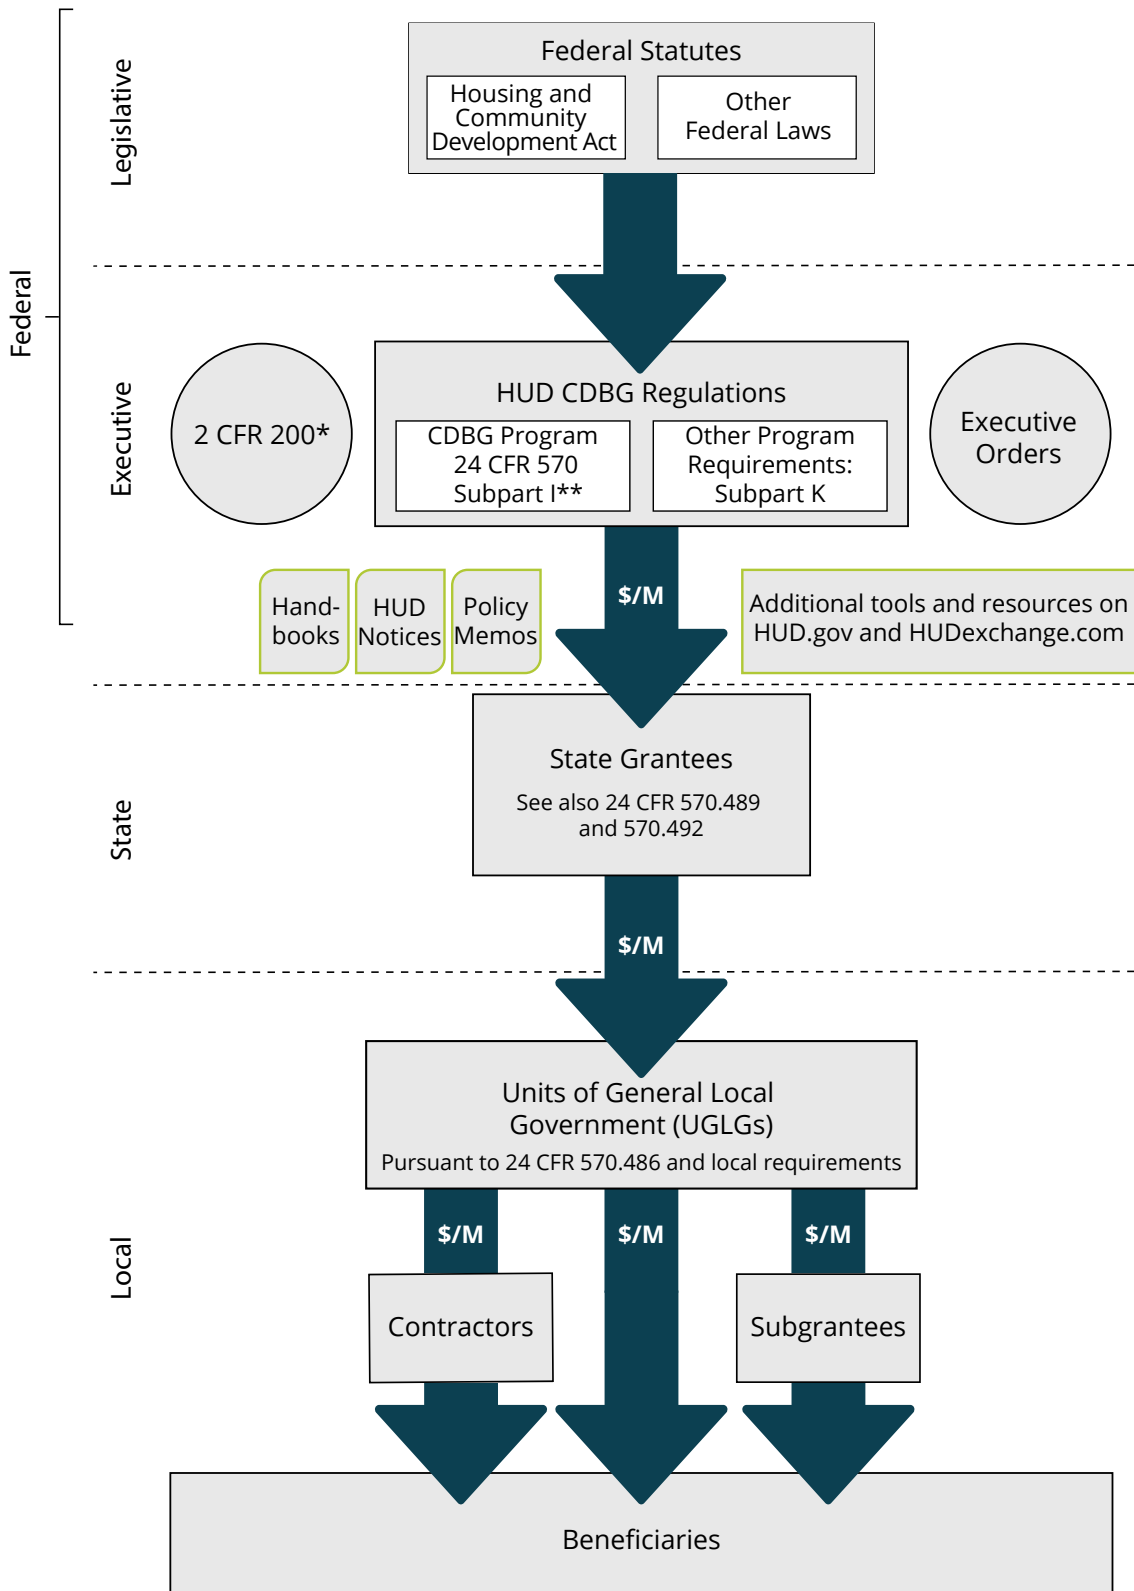 Federal
Legislative
Federal Statutes
Housing and
Community
Development Act
Other
Federal Laws
Executive
2 CFR 200*
HUD CDBG Regulations
CDBG Program
24 CFR 570
Subpart I**
Other Program
Requirements:
Subpart K
Executive
Orders
Hand-
books
HUD
Notices
Policy
Memos
$/M
Additional tools and resources on
HUD.gov and HUDexchange.com
State
State Grantees
See also 24 CFR 570.489
and 570.492
$/M
Local
Units of General Local
Government (UGLGs)
Pursuant to 24 CFR 570.486 and local requirements
$/M
$/M
$/M
Contractors
Subgrantees
Beneficiaries